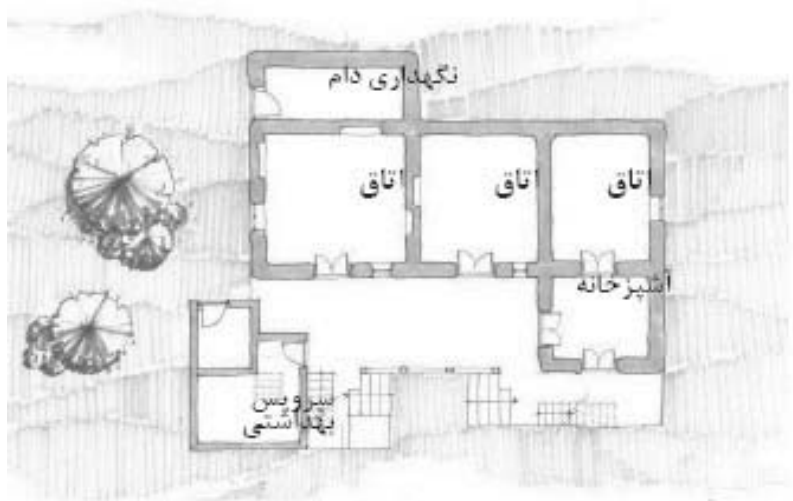 نگهداری دام
اتاق
اتاق
اتاق
آشپزخانه
سرویس
بهداشتی